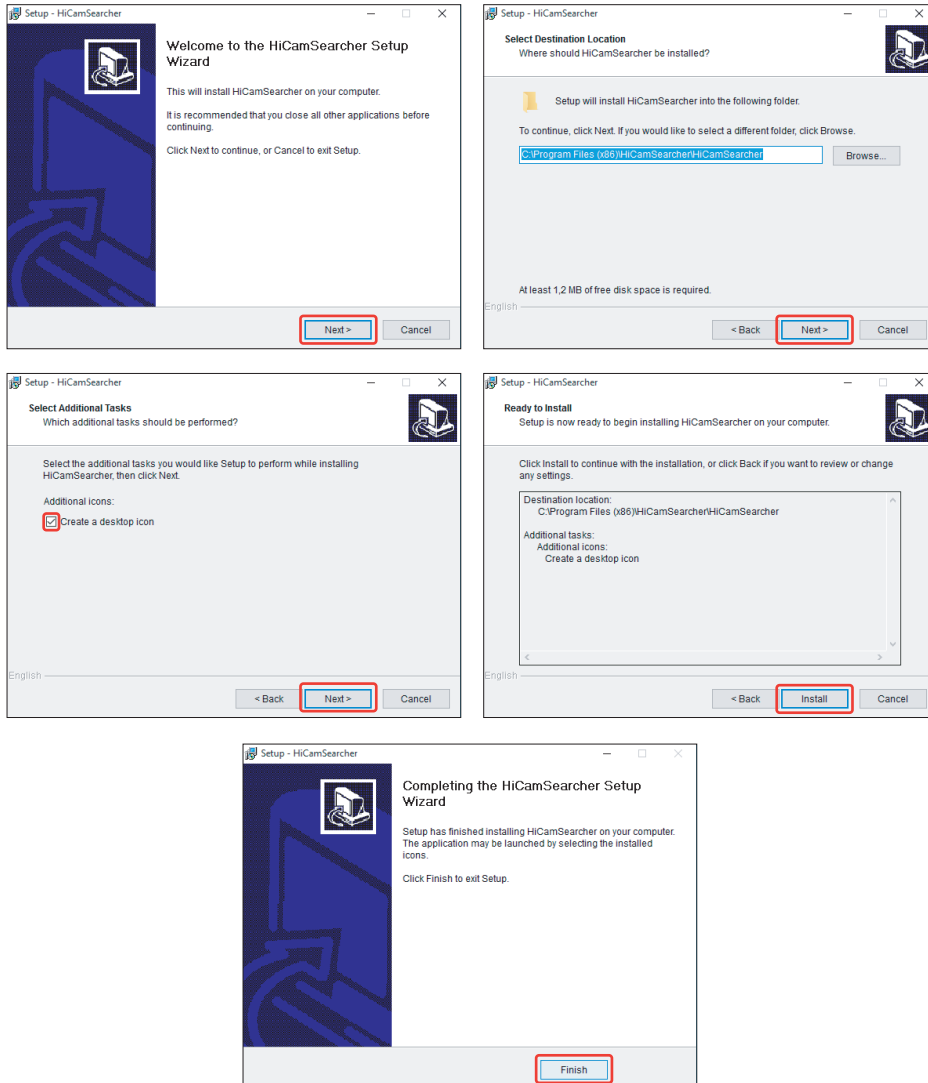 Setup - HiCamSearcher
Welcome to the HiCamSearcher Setup
Wizard
This will install HiCamSearcher on your computer.
It is recommended that you close all other applications before
continuing.
Click Next to continue, or Cancel to exit Setup.
Next >
Cancel
Setup - HiCamSearcher
Select Destination Location
Where should HiCamSearcher be installed?
Setup will install HiCamSearcher into the following folder.
To continue, click Next. If you would like to select a different folder, click Browse.
C:\Program Files (x86)\HiCamSearcher\HiCamSearcher
Browse...
At least 1,2 MB of free disk space is required.
English
< Back
Next >
Cancel
Setup - HiCamSearcher
Select Additional Tasks
Which additional tasks should be performed?
Select the additional tasks you would like Setup to perform while installing
HiCamSearcher, then click Next.
Additional icons:
Create a desktop icon
English
< Back
Next >
Cancel
Setup - HiCamSearcher
Ready to Install
Setup is now ready to begin installing HiCamSearcher on your computer.
Click Install to continue with the installation, or click Back if you want to review or change
any settings.
Destination location:
C:\Program Files (x86)\HiCamSearcher\HiCamSearcher
Additional tasks:
Additional icons:
Create a desktop icon
English
< Back
Install
Cancel
Setup - HiCamSearcher
Completing the HiCamSearcher Setup
Wizard
Setup has finished installing HiCamSearcher on your computer.
The application may be launched by selecting the installed
icons.
Click Finish to exit Setup.
Finish